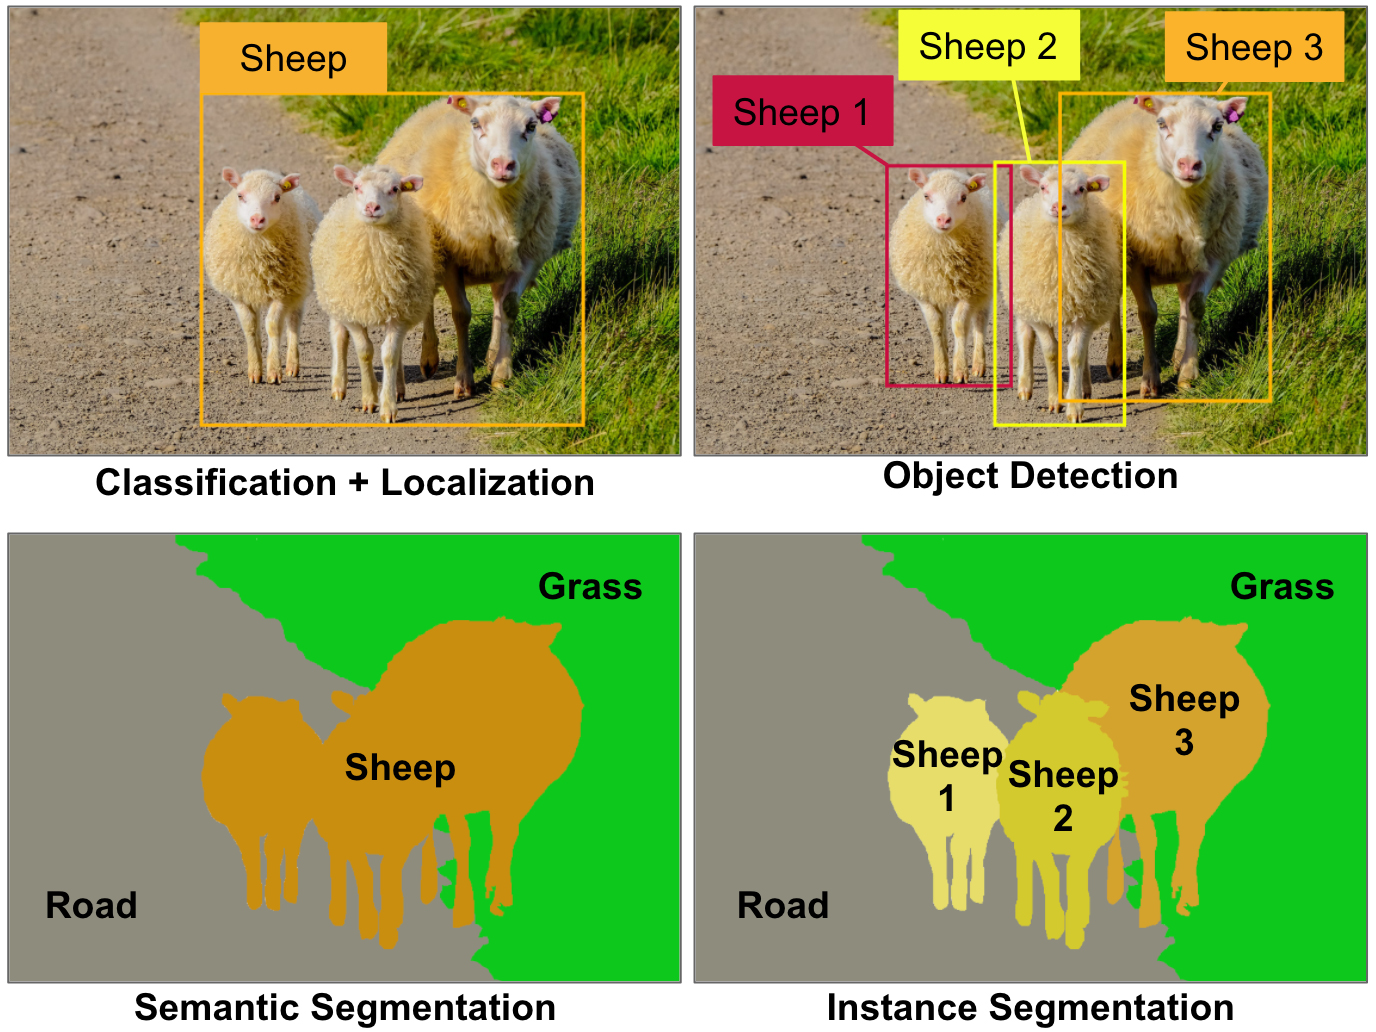 Sheep
Sheep 1
Sheep 2
Sheep 3
Classification + Localization
Object Detection
Grass
Sheep
Road
Grass
Sheep
1
Sheep
2
Sheep
3
Road
Semantic Segmentation
Instance Segmentation